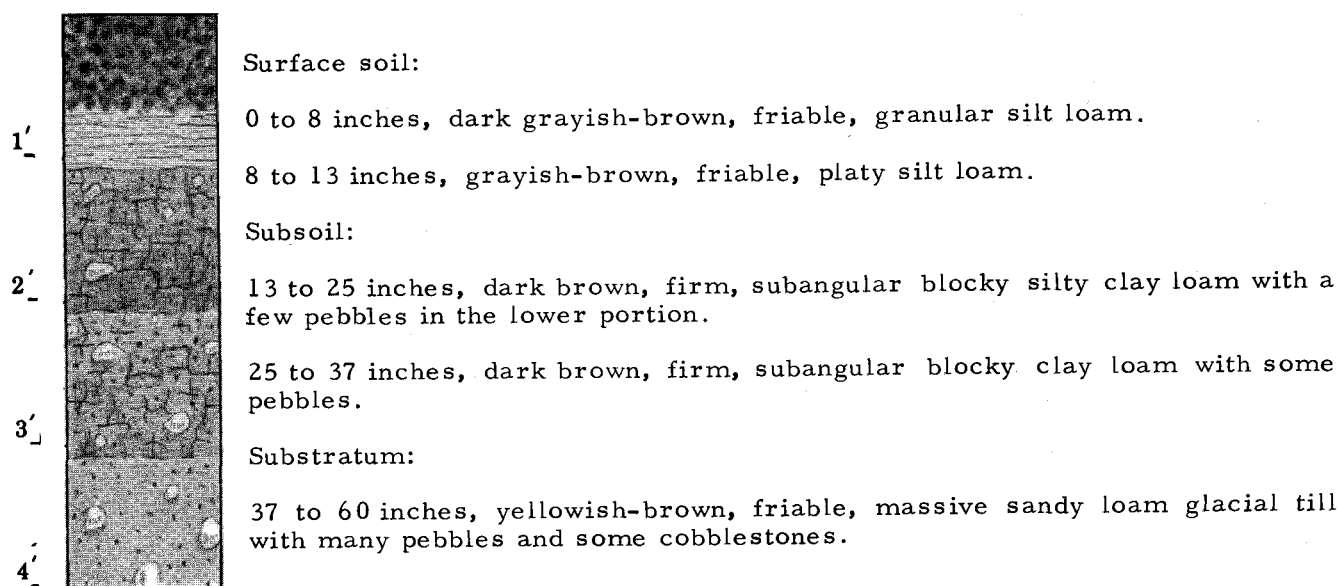 Surface soil:
0 to 8 inches, dark grayish-brown, friable, granular silt loam.
1'
8 to 13 inches, grayish-brown, friable, platy silt loam.
Subsoil:
2'
13 to 25 inches, dark brown, firm, subangular blocky silty clay loam with a
few pebbles in the lower portion.
25 to 37 inches, dark brown, firm, subangular blocky clay loam with some
pebbles.
3'
Substratum:
37 to 60 inches, yellowish-brown, friable, massive sandy loam glacial till
with many pebbles and some cobblestones.
4'